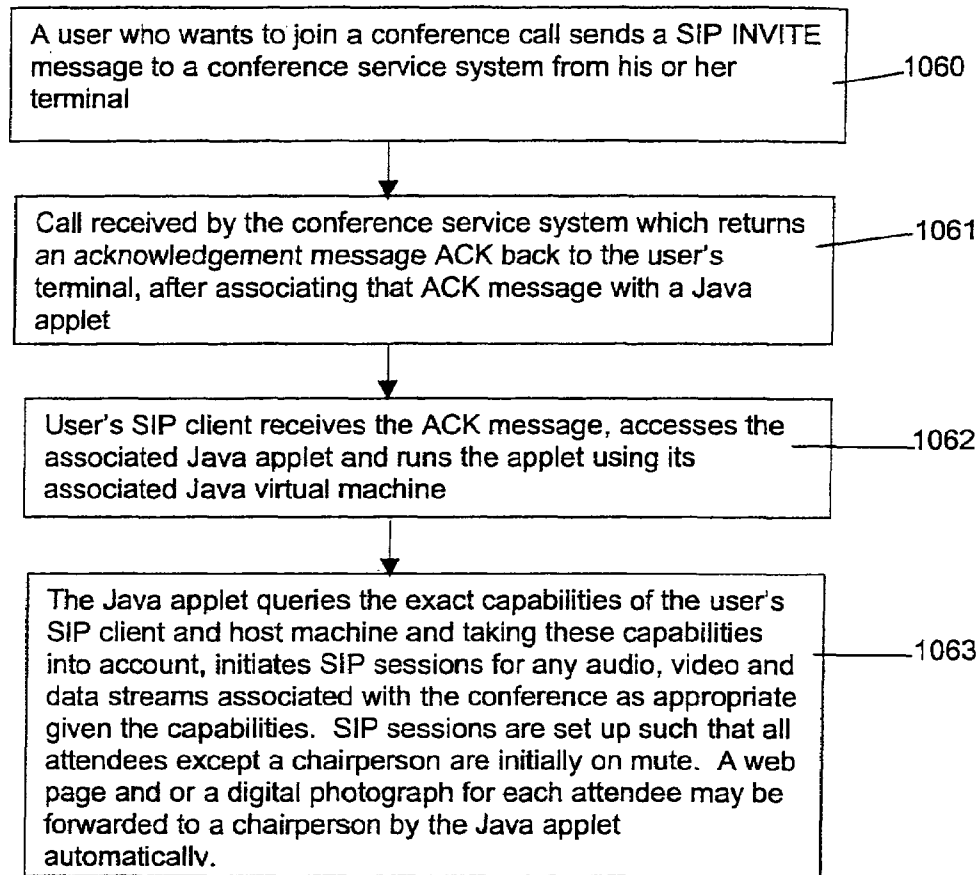 A user who wants to join a conference call sends a SIP INVITE
message to a conference service system from his or her
terminal
1060
Call received by the conference service system which returns
an acknowledgement message ACK back to the user's
terminal, after associating that ACK message with a Java
applet
1061
User's SIP client receives the ACK message, accesses the
associated Java applet and runs the applet using its
associated Java virtual machine
1062
The Java applet queries the exact capabilities of the user's
SIP client and host machine and taking these capabilities
into account, initiates SIP sessions for any audio, video and
data streams associated with the conference as appropriate
given the capabilities. SIP sessions are set up such that all
attendees except a chairperson are initially on mute. A web
page and or a digital photograph for each attendee may be
forwarded to a chairperson by the Java applet
automatically.
1063